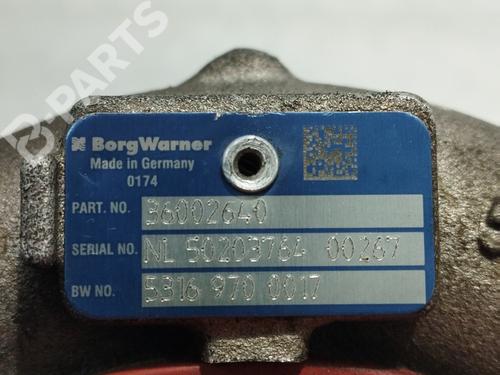 B-PARTS
BorgWarner
Made in Germany
0174
PART. NO. 36002640
SERIAL NO. NL 50203764 00267
BW NO. 5316 970 0017